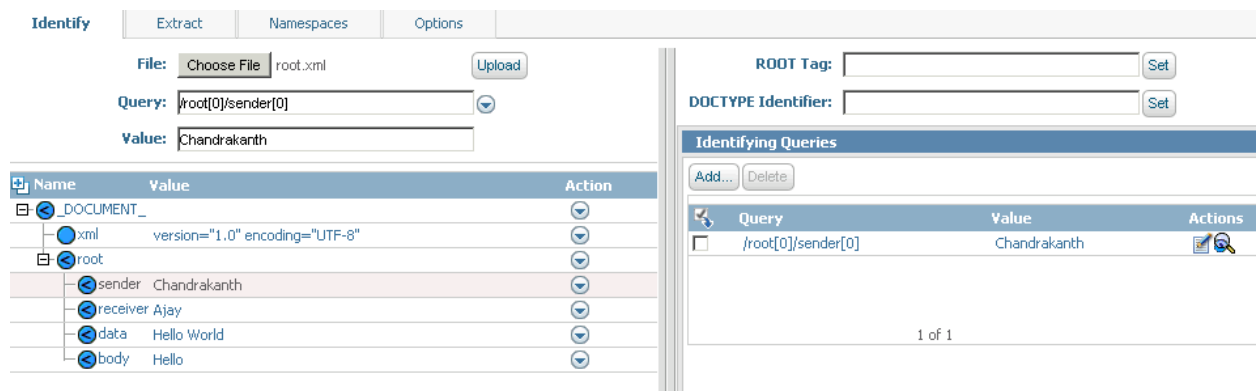 Identify Extract Namespaces Options
File: Choose File root.xml Upload
Query: /root[0]/sender[0]
Value: Chandrakanth
Name Value Action
_DOCUMENT_
xml version="1.0" encoding="UTF-8"
root
sender Chandrakanth
receiver Ajay
data Hello World
body Hello
ROOT Tag: Set
DOCTYPE Identifier: Set
Identifying Queries
Add... Delete
Query Value Actions
/root[0]/sender[0] Chandrakanth
1 of 1